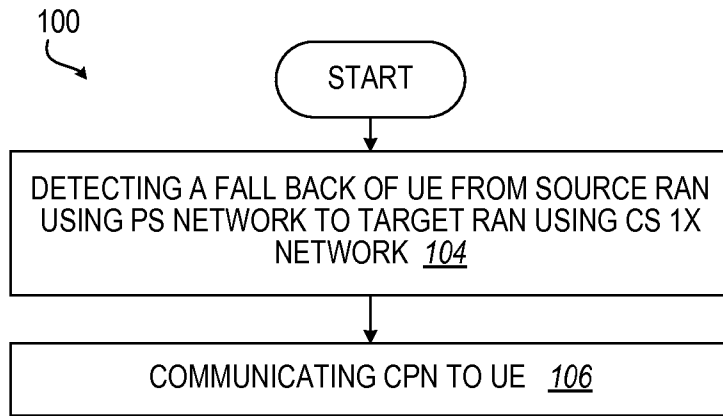 100
START
DETECTING A FALL BACK OF UE FROM SOURCE RAN
USING PS NETWORK TO TARGET RAN USING CS 1X
NETWORK 104
COMMUNICATING CPN TO UE 106